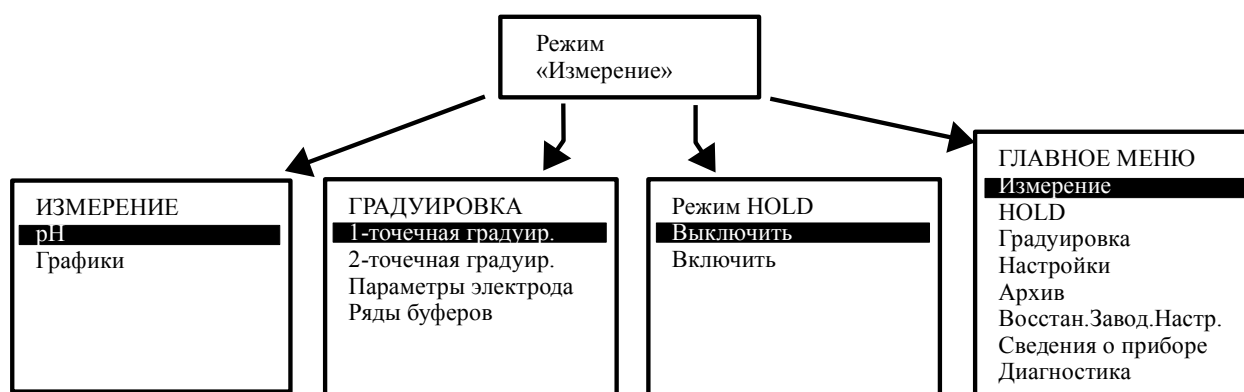 Режим
«Измерение»
ИЗМЕРЕНИЕ
pH
Графики
ГРАДУИРОВКА
1-точечная градуир.
2-точечная градуир.
Параметры электрода
Ряды буферов
Режим HOLD
Выключить
Включить
ГЛАВНОЕ МЕНЮ
Измерение
HOLD
Градуировка
Настройки
Архив
Восстан.Завод.Настр.
Сведения о приборе
Диагностика